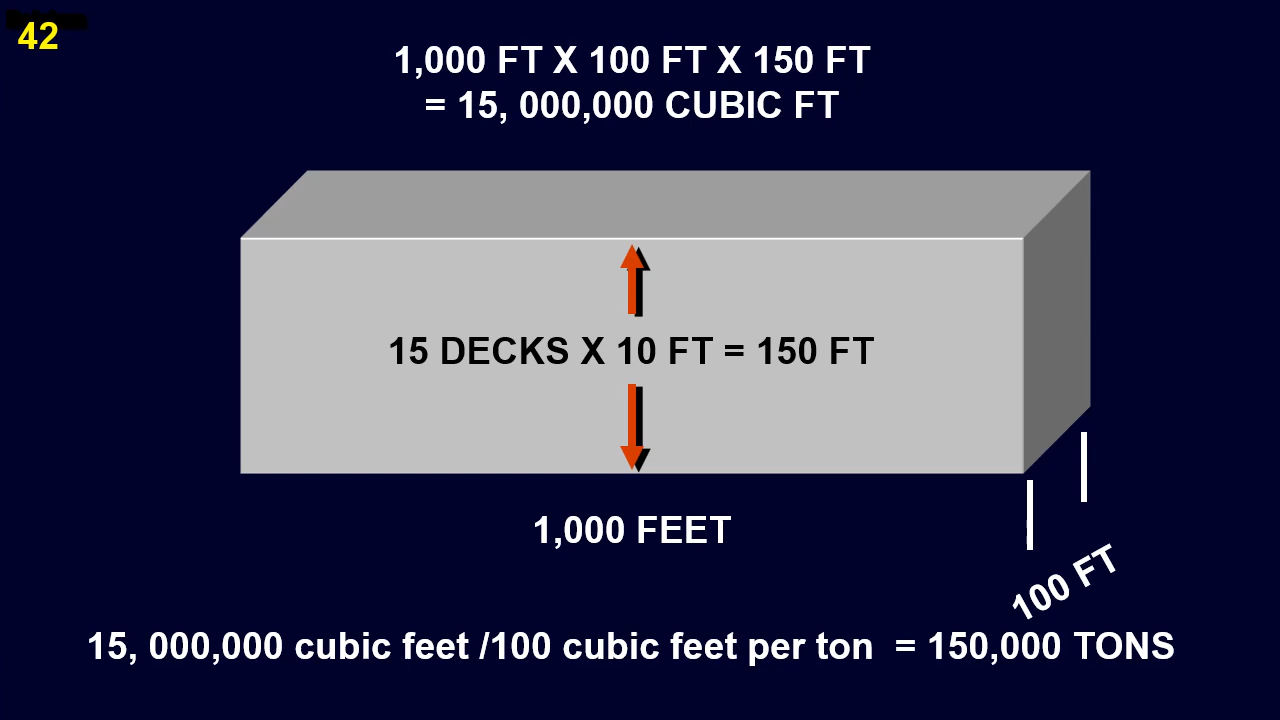 42
1,000 FT X 100 FT X 150 FT
= 15, 000,000 CUBIC FT
15 DECKS X 10 FT = 150 FT
1,000 FEET
100 FT
15, 000,000 cubic feet /100 cubic feet per ton  = 150,000 TONS